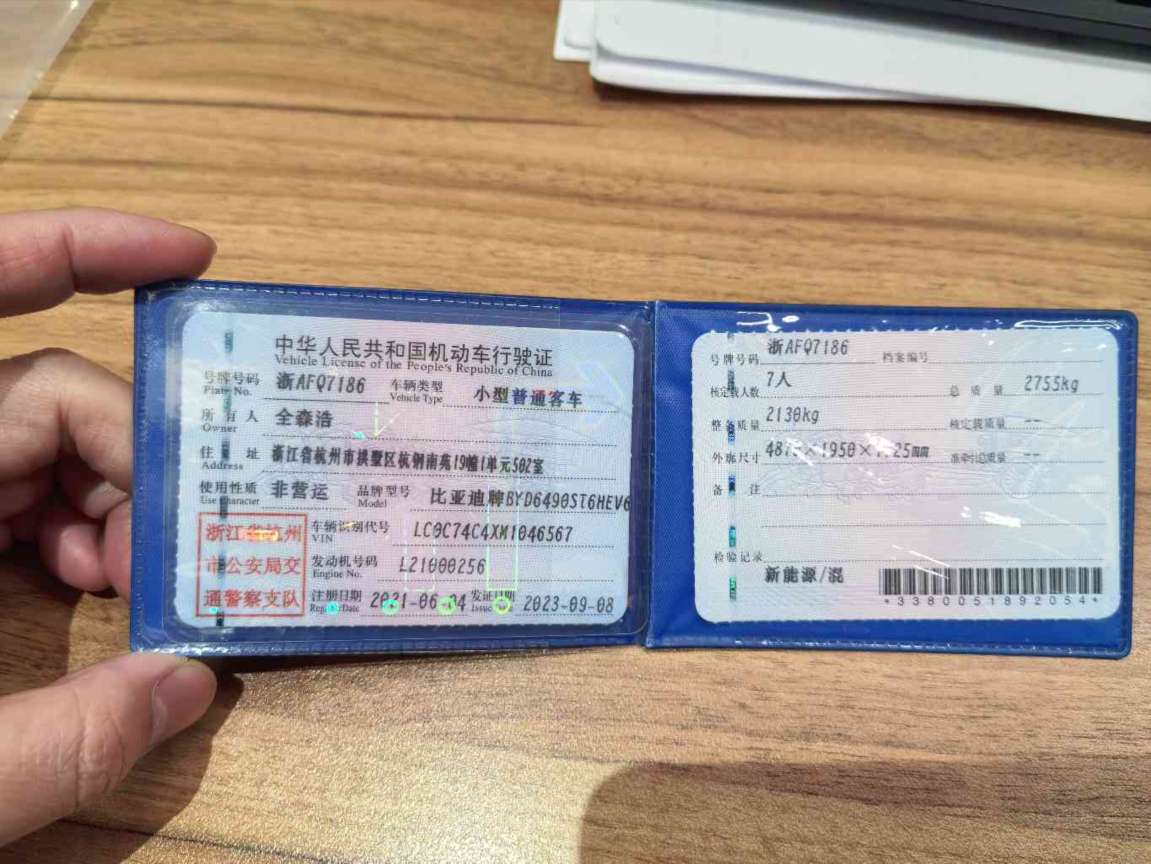 中华人民共和国机动车行驶证
Vehicle License of the People's Republic of China
号牌号码 浙AFQ7186 车辆类型 小型普通客车
Plate No. Vehicle Type
所有人 全森浩
Owner
住址 浙江省杭州市拱墅区杭钢南苑19幢1单元502室
Address
使用性质 非营运 品牌型号 比亚迪牌BYD6490ST6HEV6
Use Character Model
浙江省杭州
市公安局交
通警察支队
车辆识别代号 LC0C74C4XM1046567
VIN
发动机号码 L21000256
Engine No.
注册日期 2021-06-04 发证日期 2023-09-08
Register Date Issue
号牌号码 浙AFQ7186 档案编号
核定载人数 7人 总质量 2755kg
整备质量 2130kg 核定载质量 --
外廓尺寸 1950× 准牵引总质量 --
备注
检验记录
新能源/混
*3380051892054*